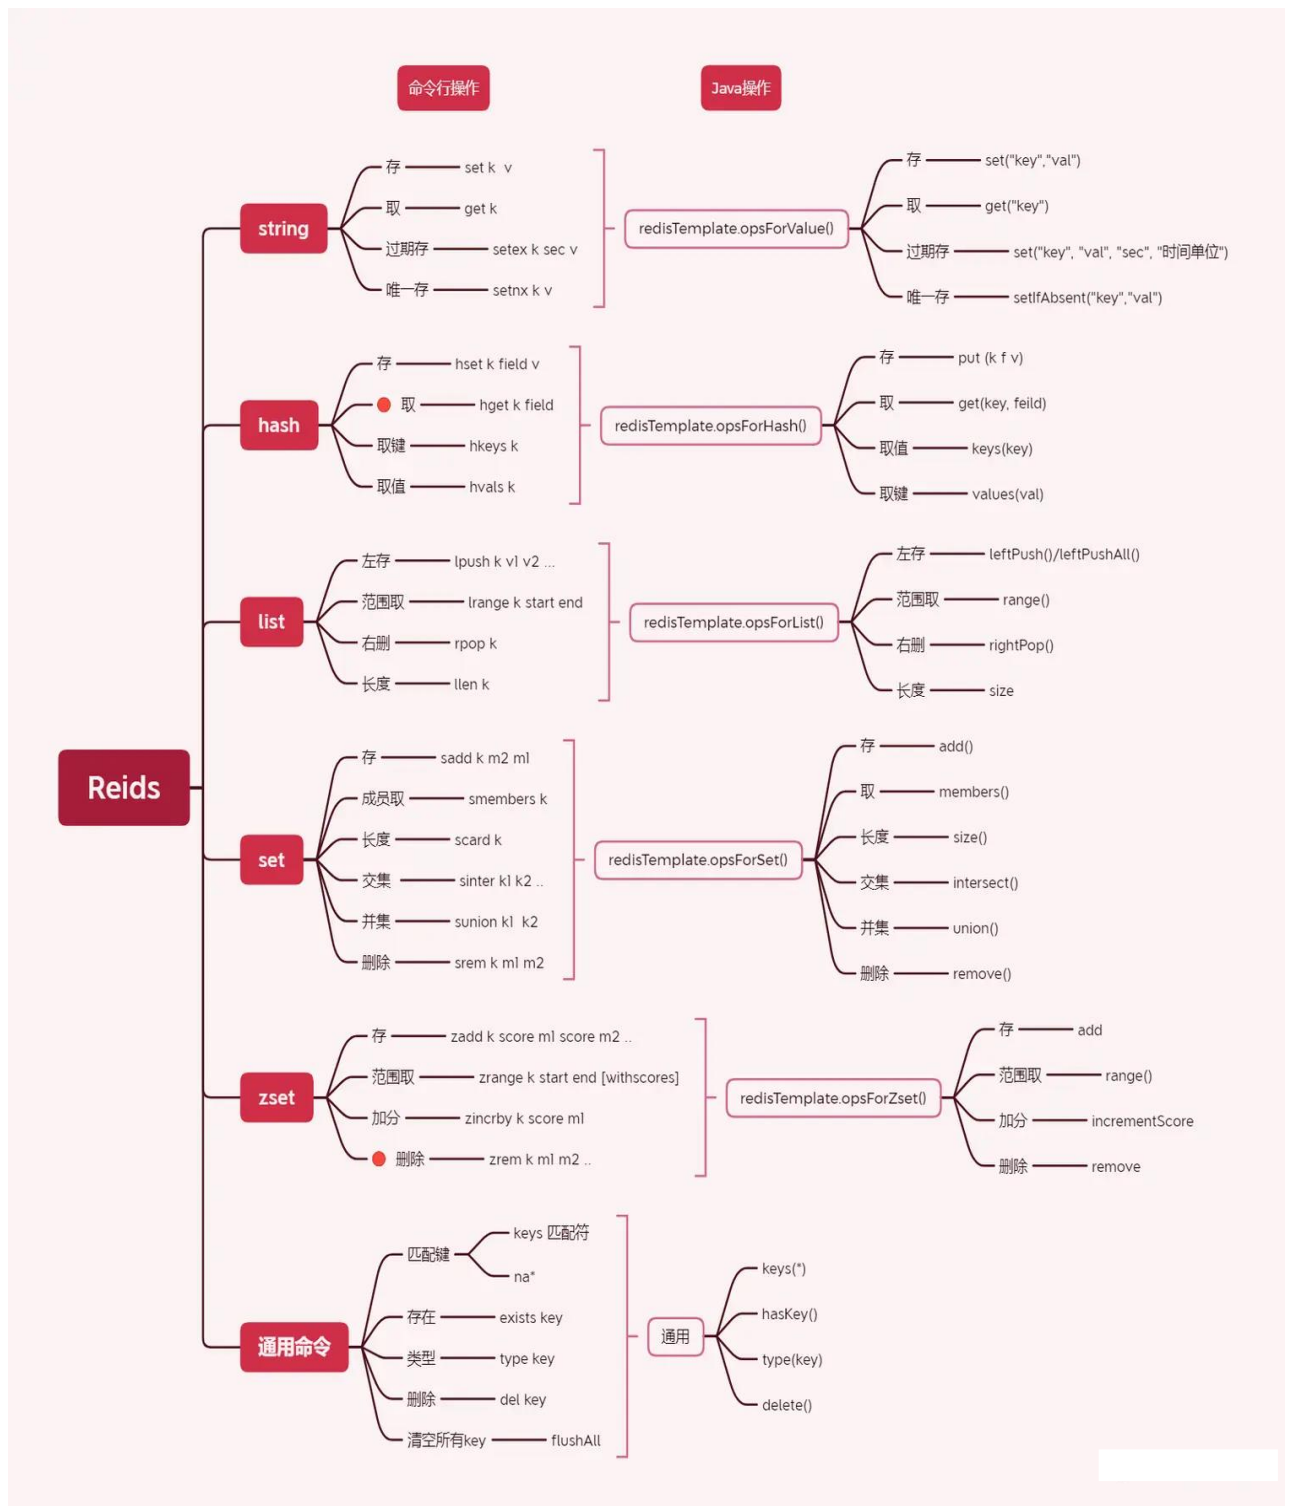 命令行操作
Java操作
Reids
string
存
set k  v
取
get k
过期存
setex k sec v
唯一存
setnx k v
redisTemplate.opsForValue()
存
set("key","val")
取
get("key")
过期存
set("key", "val", "sec", "时间单位")
唯一存
setIfAbsent("key","val")
hash
存
hset k field v
取
hget k field
取键
hkeys k
取值
hvals k
redisTemplate.opsForHash()
存
put (k f v)
取
get(key, feild)
取值
keys(key)
取键
values(val)
list
左存
lpush k v1 v2 ...
范围取
lrange k start end
右删
rpop k
长度
llen k
redisTemplate.opsForList()
左存
leftPush()/leftPushAll()
范围取
range()
右删
rightPop()
长度
size
set
存
sadd k m2 m1
成员取
smembers k
长度
scard k
交集
sinter k1 k2 ..
并集
sunion k1  k2
删除
srem k m1 m2
redisTemplate.opsForSet()
存
add()
取
members()
长度
size()
交集
intersect()
并集
union()
删除
remove()
zset
存
zadd k score m1 score m2 ..
范围取
zrange k start end [withscores]
加分
zincrby k score m1
删除
zrem k m1 m2 ..
redisTemplate.opsForZset()
存
add
范围取
range()
加分
incrementScore
删除
remove
通用命令
匹配键
keys 匹配符
na*
存在
exists key
类型
type key
删除
del key
清空所有key
flushAll
通用
keys(*)
hasKey()
type(key)
delete()